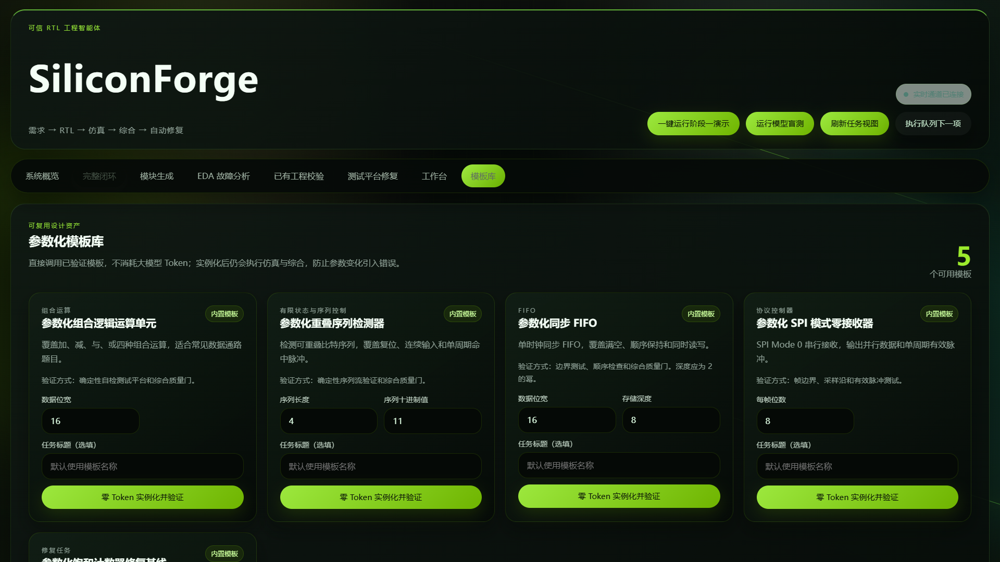 可信 RTL 工程智能体
SiliconForge
需求 → RTL → 仿真 → 综合 → 自动修复
实时通道已连接
一键运行阶段一演示
运行模型盲测
刷新任务视图
执行队列下一项
系统概览
完整闭环
模块生成
EDA 故障分析
已有工程校验
测试平台修复
工作台
模板库
可复用设计资产
参数化模板库
直接调用已验证模板，不消耗大模型 Token；实例化后仍会执行仿真与综合，防止参数变化引入错误。
5
个可用模板
组合运算
内置模板
参数化组合逻辑运算单元
覆盖加、减、与、或四种组合运算，适合常见数据通路
题目。
验证方式：确定性自检测试平台和综合质量门。
数据位宽
16
任务标题（选填）
默认使用模板名称
零 Token 实例化并验证
有限状态与序列控制
内置模板
参数化重叠序列检测器
检测可重叠比特序列，覆盖复位、连续输入和单周期命
中脉冲。
验证方式：确定性序列流验证和综合质量门。
序列长度
序列十进制值
4
11
任务标题（选填）
默认使用模板名称
零 Token 实例化并验证
FIFO
内置模板
参数化同步 FIFO
单时钟同步 FIFO，覆盖满空、顺序保持和同时读写。
验证方式：边界测试、顺序检查和综合质量门。深度应为 2
的幂。
数据位宽
存储深度
16
8
任务标题（选填）
默认使用模板名称
零 Token 实例化并验证
协议控制器
内置模板
参数化 SPI 模式零接收器
SPI Mode 0 串行接收，输出并行数据和单周期有效脉
冲。
验证方式：帧边界、采样沿和有效脉冲测试。
每帧位数
8
任务标题（选填）
默认使用模板名称
零 Token 实例化并验证
修复任务
内置模板
参数化饱和计数器修复基线